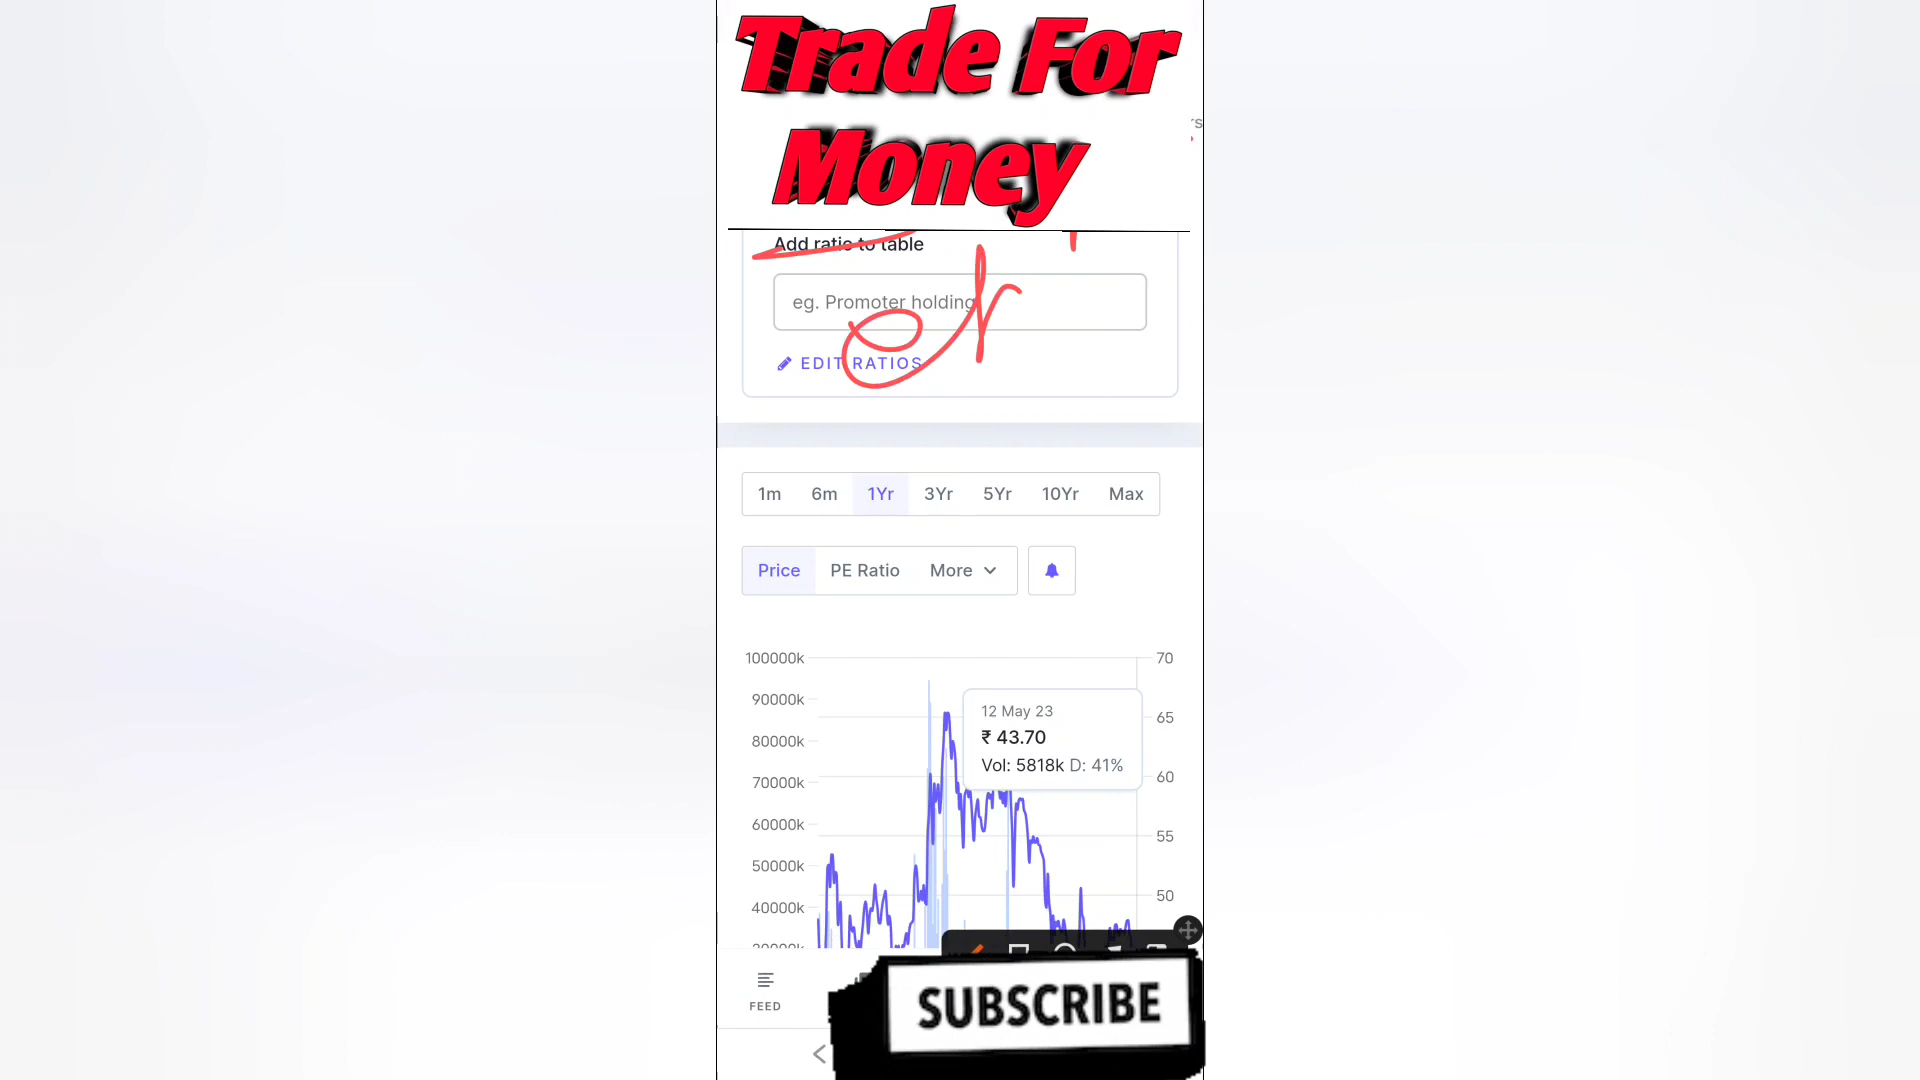 Trade For
Money
rs
Add ratio to table
eg. Promoter holding
EDIT RATIOS
1m 6m 1Yr 3Yr 5Yr 10Yr Max
Price PE Ratio More
100000k 70
12 May 23
90000k 65
₹ 43.70
80000k
Vol: 5818k D: 41%
70000k 60
60000k 55
50000k 50
40000k
FEED
SUBSCRIBE